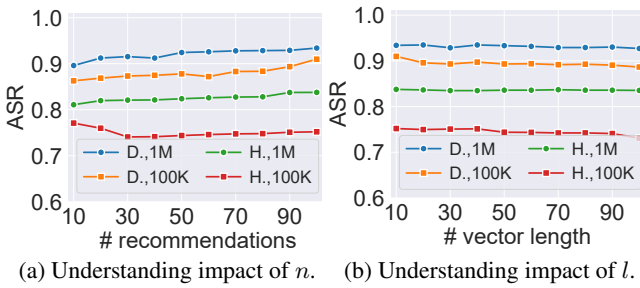 1.0
0.9
0.8
0.7
0.6
ASR
D.,1M
H.,1M
D.,100K
H.,100K
10 30 50 70 90
# recommendations
(a) Understanding impact of n.
1.0
0.9
0.8
0.7
0.6
ASR
D.,1M
H.,1M
D.,100K
H.,100K
10 30 50 70 90
# vector length
(b) Understanding impact of l.